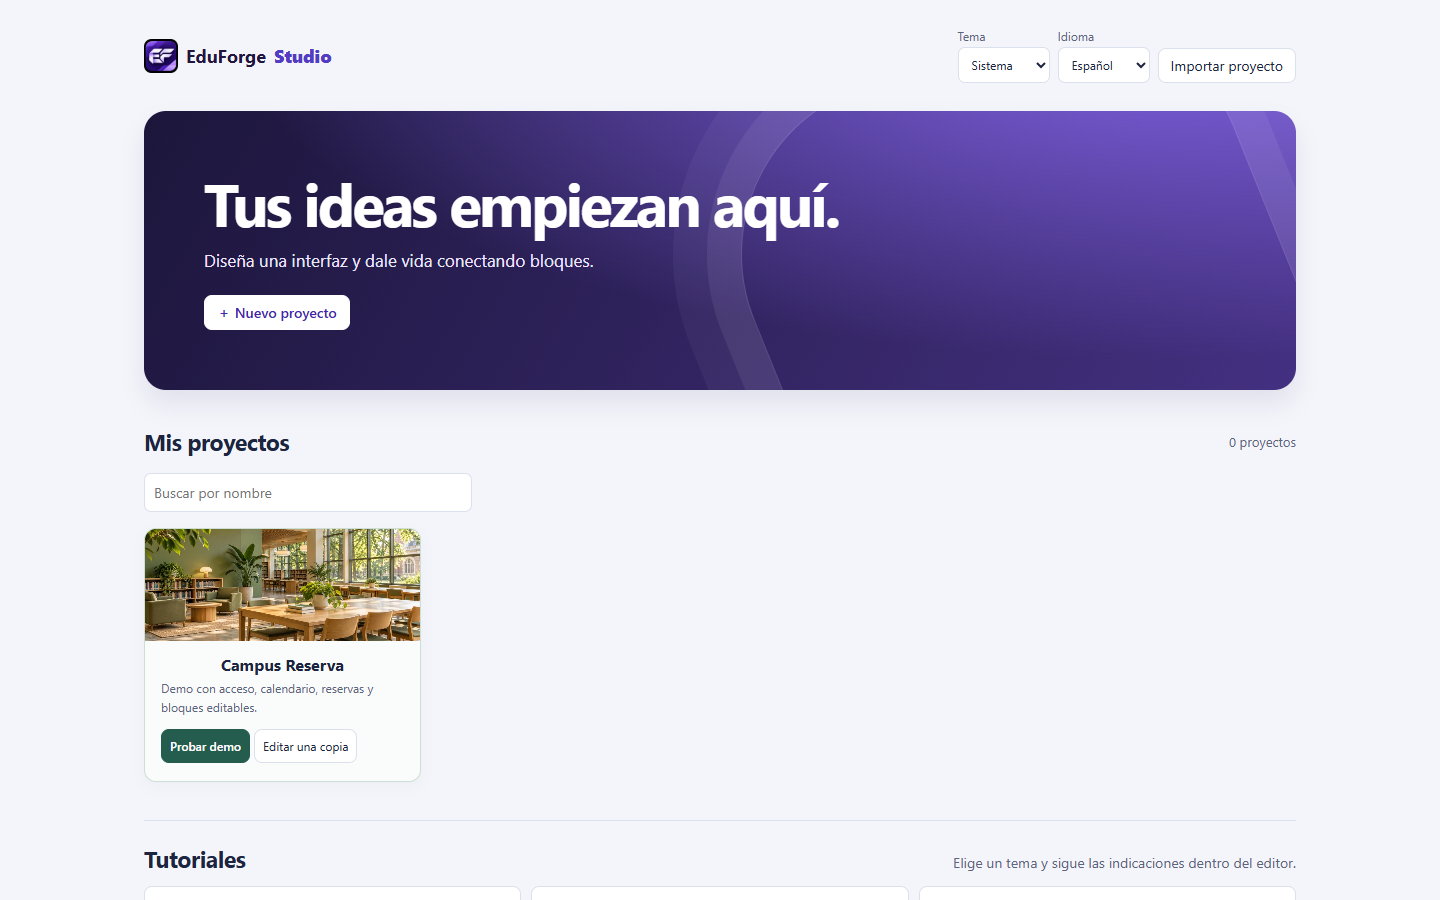 EF
EduForge Studio
Tema
Idioma
Sistema
Español
Importar proyecto
Tus ideas empiezan aquí.
Diseña una interfaz y dale vida conectando bloques.
+ Nuevo proyecto
Mis proyectos
0 proyectos
Buscar por nombre
Campus Reserva
Demo con acceso, calendario, reservas y
bloques editables.
Probar demo
Editar una copia
Tutoriales
Elige un tema y sigue las indicaciones dentro del editor.